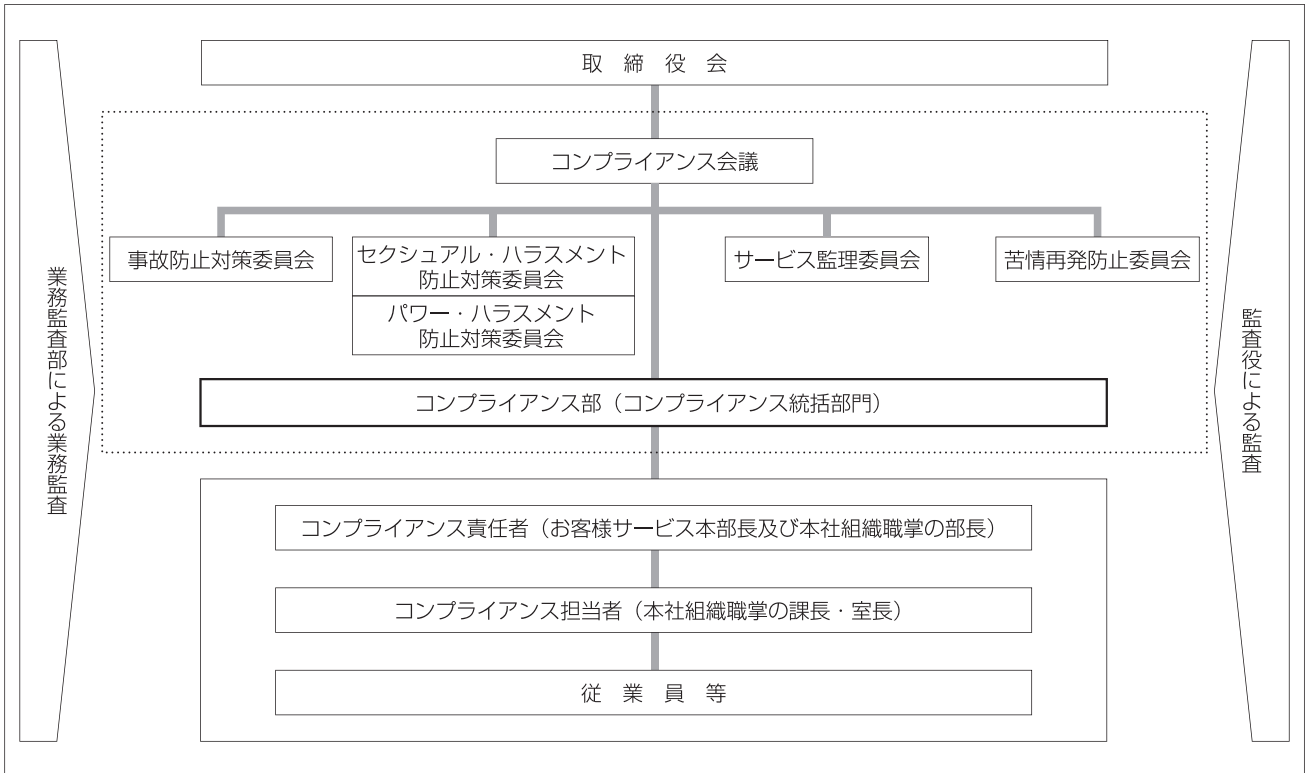 取締役会
コンプライアンス会議
事故防止対策委員会
セクシュアル・ハラスメント
防止対策委員会
パワー・ハラスメント
防止対策委員会
サービス監理委員会
苦情再発防止委員会
コンプライアンス部（コンプライアンス統括部門）
コンプライアンス責任者（お客様サービス本部長及び本社組織職掌の部長）
コンプライアンス担当者（本社組織職掌の課長・室長）
従業員等
業務監査部による業務監査
監査役による監査